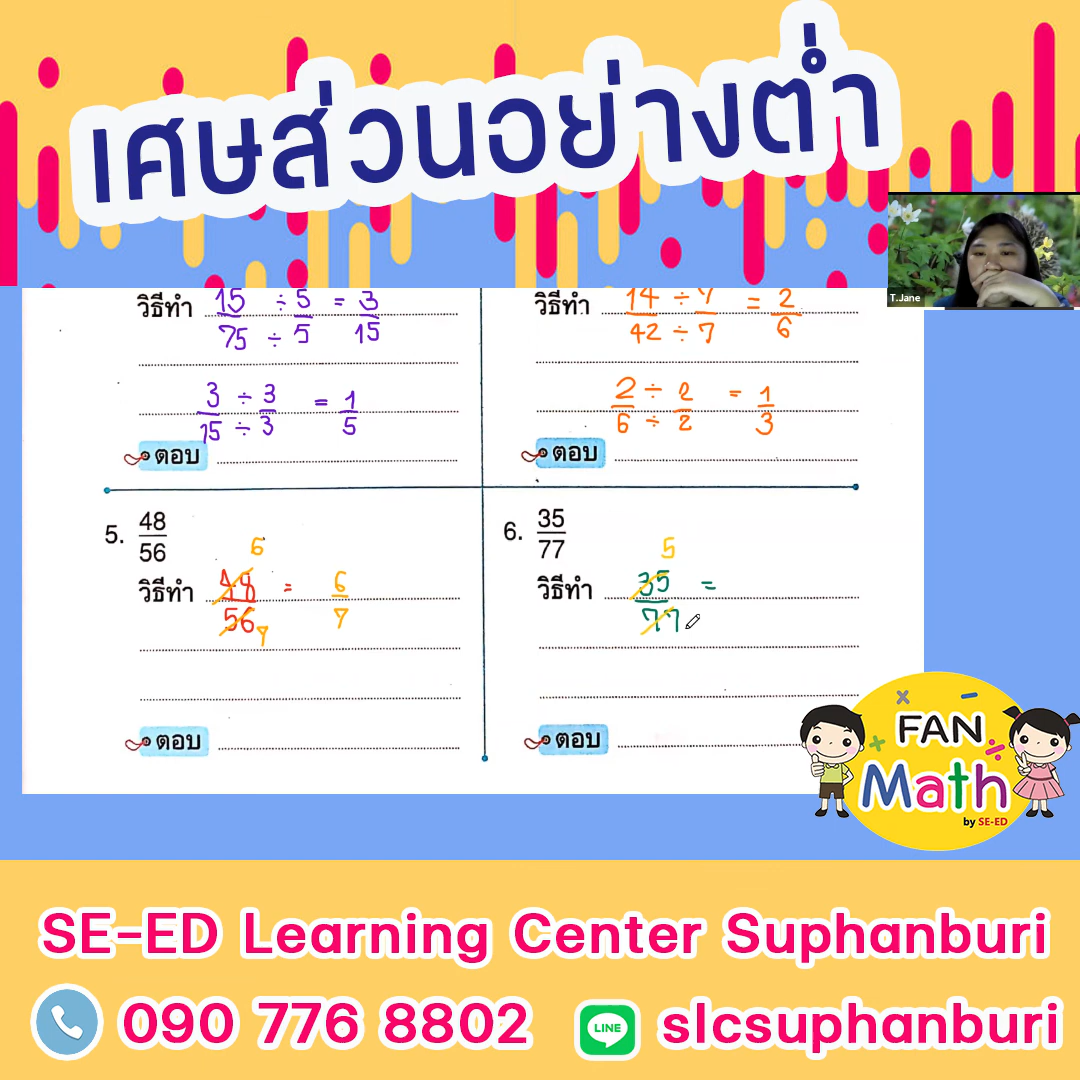 เศษส่วนอย่างต่ำ
T.Jane
วิธีทำ 15/75 ÷ 5/5 = 3/15
3/15 ÷ 3/3 = 1/5
ตอบ
วิธีทำ 14/42 ÷ 7/7 = 2/6
2/6 ÷ 2/2 = 1/3
ตอบ
5. 48/56
6
วิธีทำ 48/56 = 6/7
7
ตอบ
6. 35/77
5
วิธีทำ 35/77 =
ตอบ
FAN
Math
by SE-ED
SE-ED Learning Center Suphanburi
090 776 8802 LINE slcsuphanburi